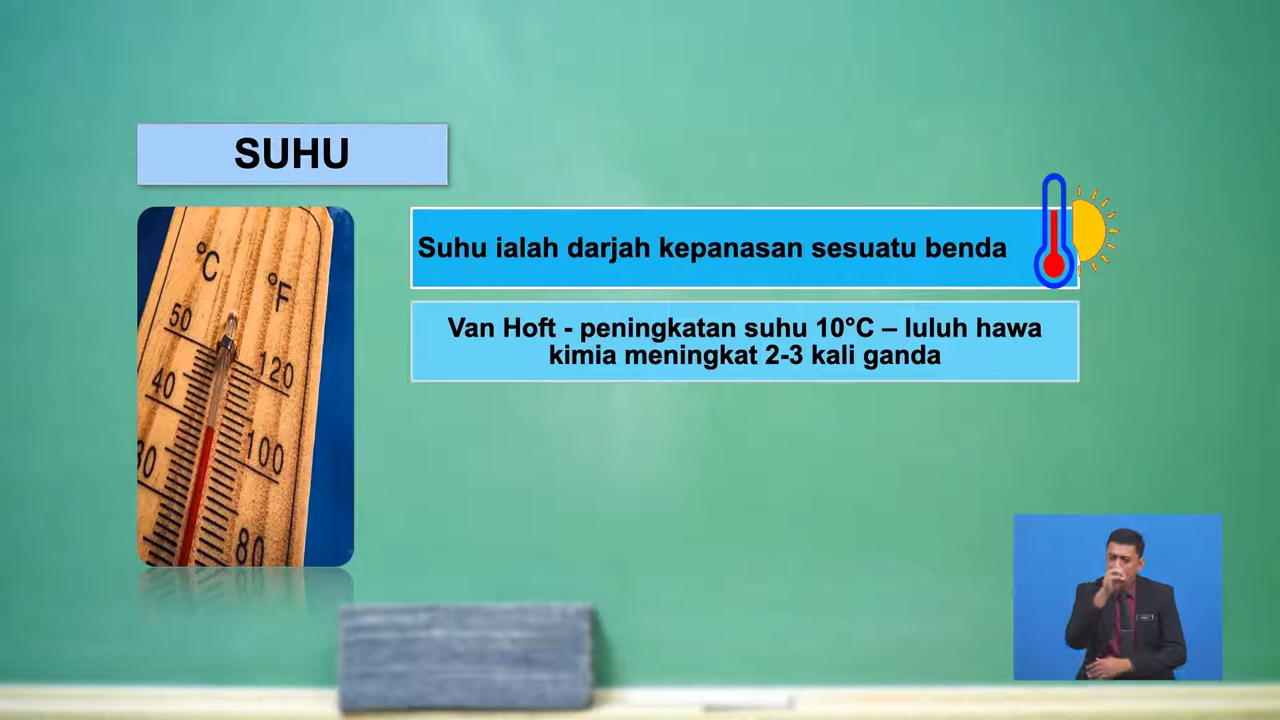 SUHU
Suhu ialah darjah kepanasan sesuatu benda
Van Hoft - peningkatan suhu 10°C – luluh hawa
kimia meningkat 2-3 kali ganda
°C
°F
50
120
40
100
30
80